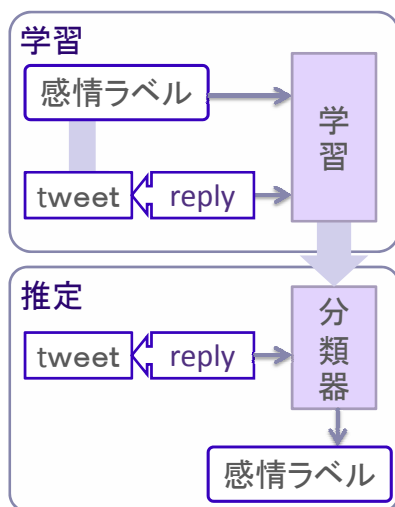 学習
感情ラベル
学習
tweet
reply
推定
分類器
tweet
reply
感情ラベル